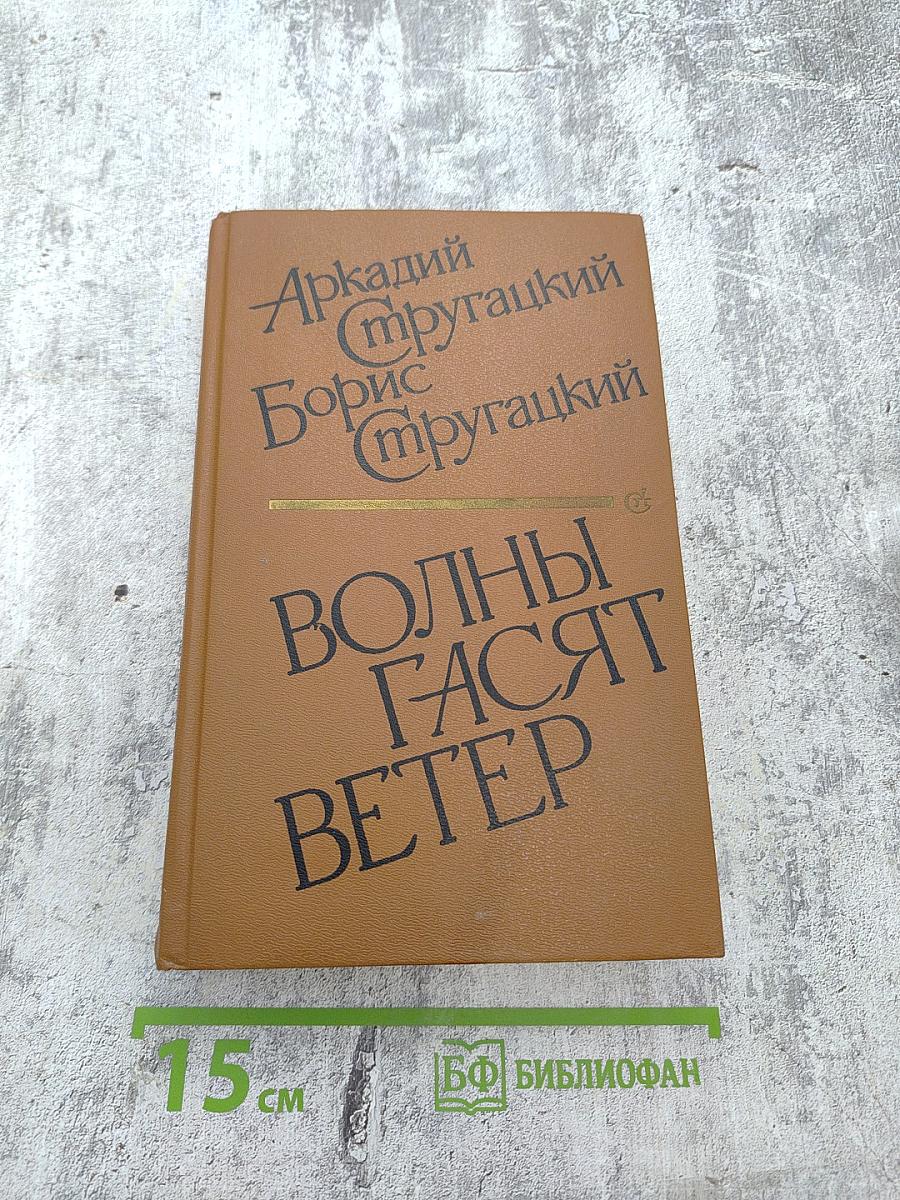 Аркадий
Стругацкий
Борис
Стругацкий
ВОЛНЫ
ГАСЯТ
ВЕТЕР
15 см
БФ БИБЛИОФАН